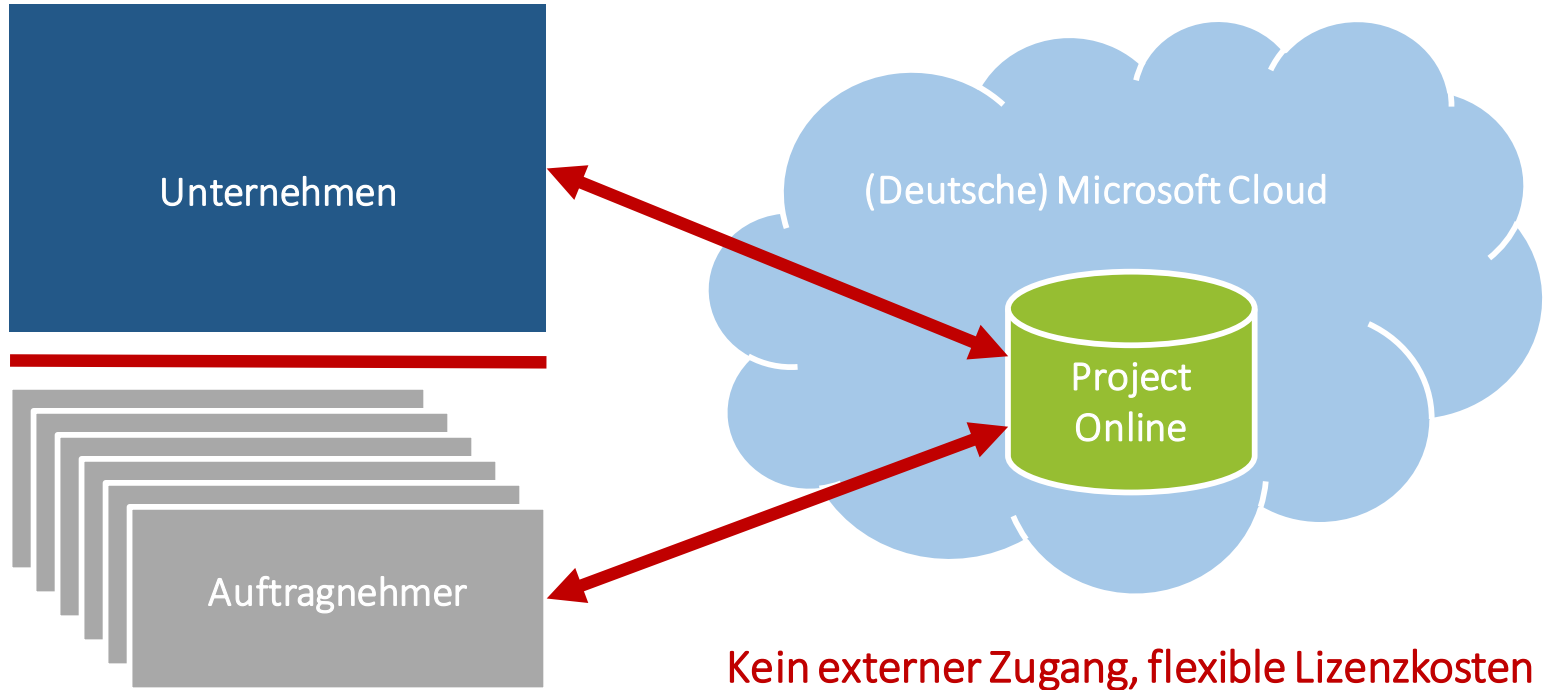 Unternehmen
(Deutsche) Microsoft Cloud
Project
Online
Auftragnehmer
Kein externer Zugang, flexible Lizenzkosten